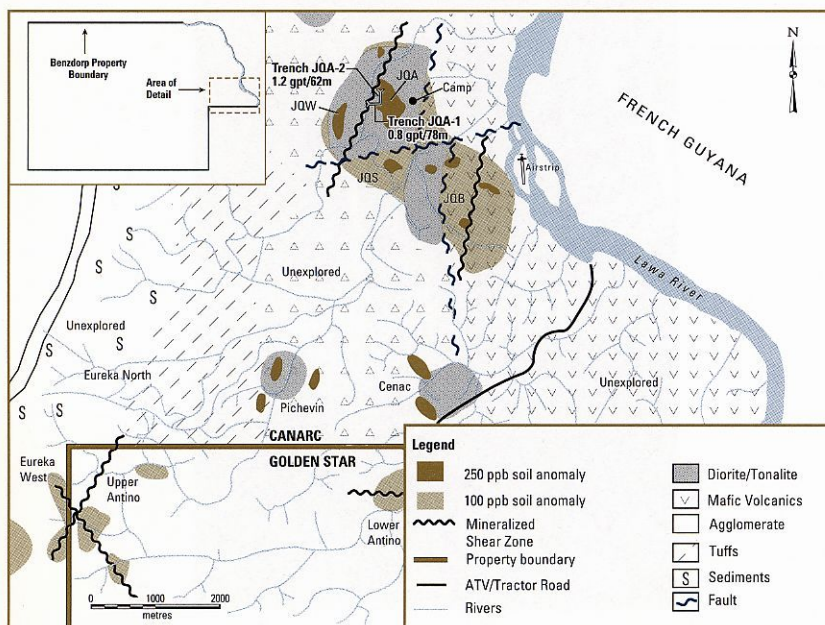 Benzdorp Property
Boundary
Area of
Detail
N
Trench JQA-2
1.2 gpt/62m
JQA
JQW
Camp
Trench JQA-1
0.8 gpt/78m
FRENCH GUYANA
Airstrip
JQS
JQB
Lawa River
S
S
S
S
S
S
S
Unexplored
Unexplored
Unexplored
Eureka North
Cenac
Pichevin
CANARC
GOLDEN STAR
Eureka
West
Upper
Antino
Lower
Antino
0 1000 2000
metres
Legend
250 ppb soil anomaly
100 ppb soil anomaly
Mineralized
Shear Zone
Property boundary
ATV/Tractor Road
Rivers
Diorite/Tonalite
Mafic Volcanics
Agglomerate
Tuffs
S Sediments
Fault